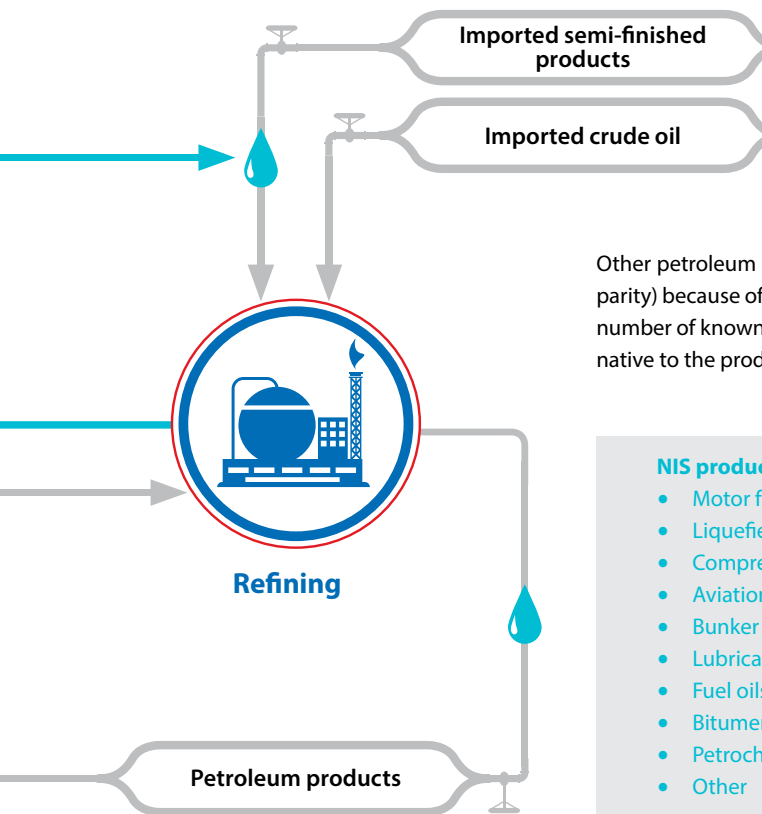 Imported semi-finished
products
Imported crude oil
Other petroleum
parity) because of
number of known
native to the prod
NIS produc
• Motor f
• Liquefie
• Compre
• Aviation
• Bunker
• Lubrica
• Fuel oils
• Bitumen
• Petroch
• Other
Refining
Petroleum products